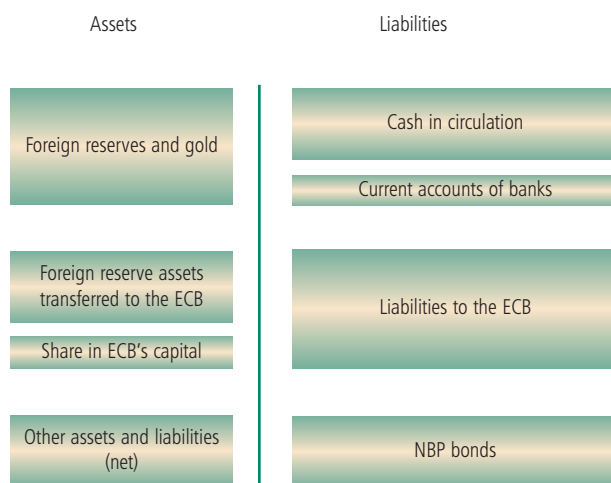 Assets
Liabilities
Foreign reserves and gold
Cash in circulation
Current accounts of banks
Foreign reserve assets
transferred to the ECB
Liabilities to the ECB
Share in ECB's capital
Other assets and liabilities
(net)
NBP bonds